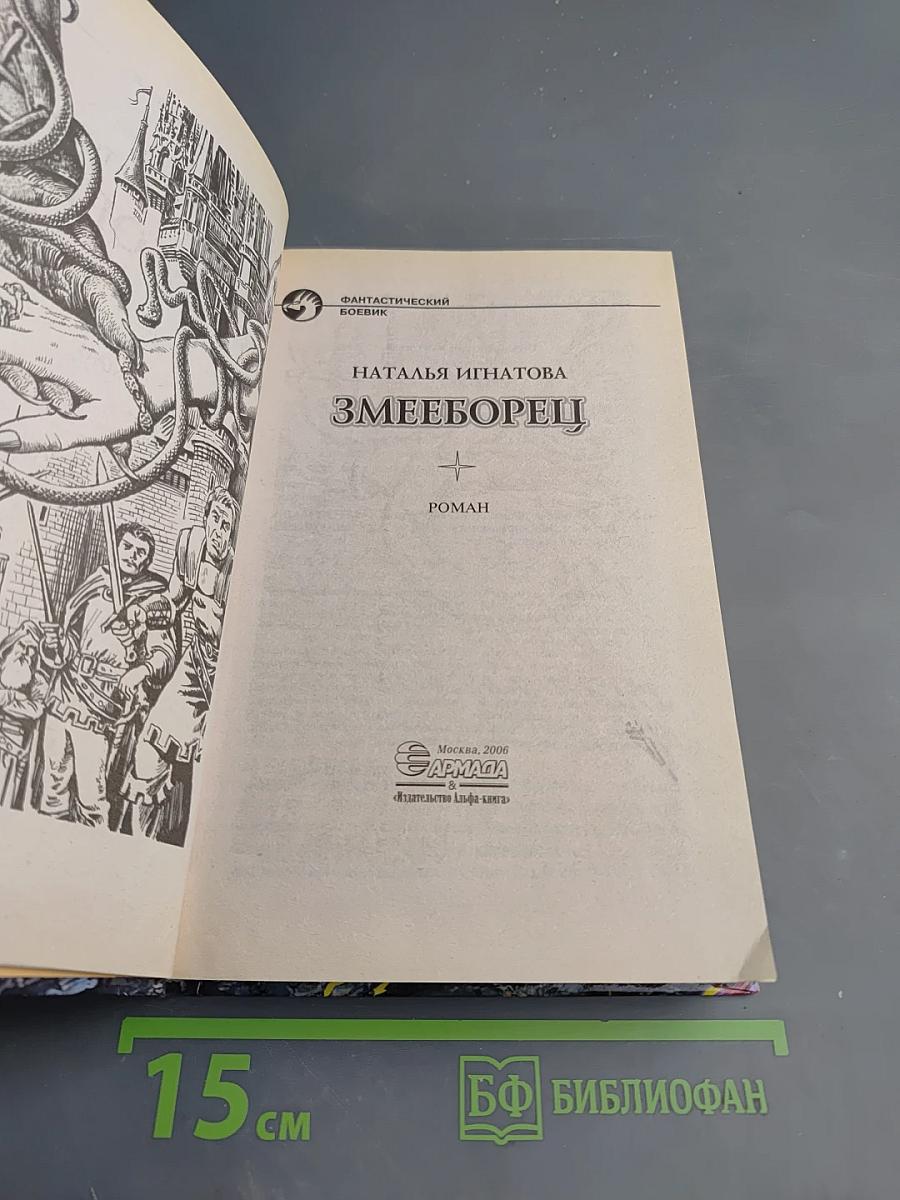 ФАНТАСТИЧЕСКИЙ
БОЕВИК
НАТАЛЬЯ ИГНАТОВА
ЗМЕЕБОРЕЦ
РОМАН
Москва, 2006
АРМАДА
&
«Издательство Альфа-книга»
15 см
БФ БИБЛИОФАН